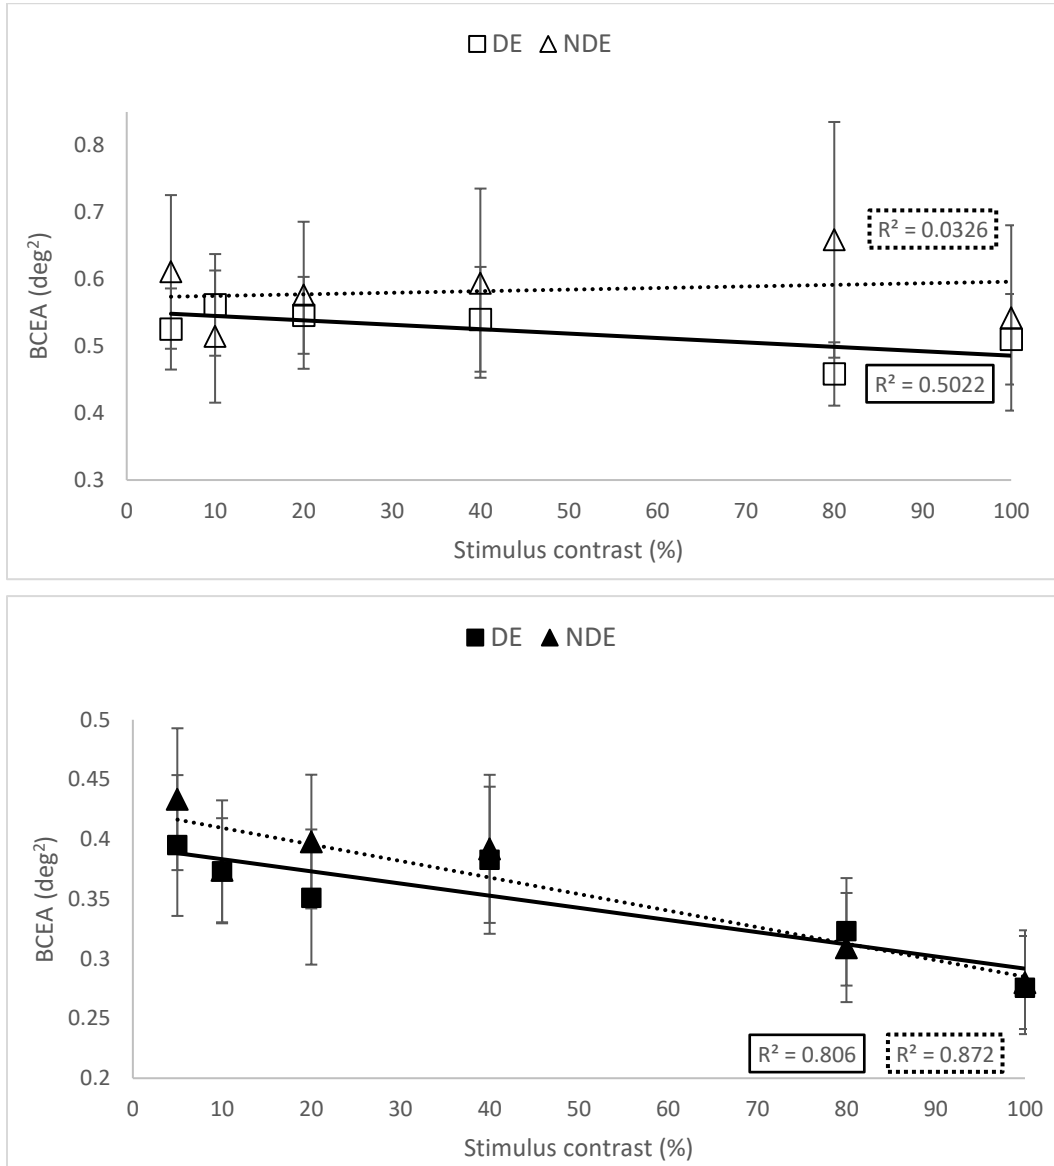 DE NDE
0.8
0.7
0.6
0.5
0.4
0.3
BCEA (deg²)
R² = 0.0326
R² = 0.5022
0 10 20 30 40 50 60 70 80 90 100
Stimulus contrast (%)
DE NDE
0.5
0.45
0.4
0.35
0.3
0.25
0.2
BCEA (deg²)
R² = 0.806 R² = 0.872
0 10 20 30 40 50 60 70 80 90 100
Stimulus contrast (%)